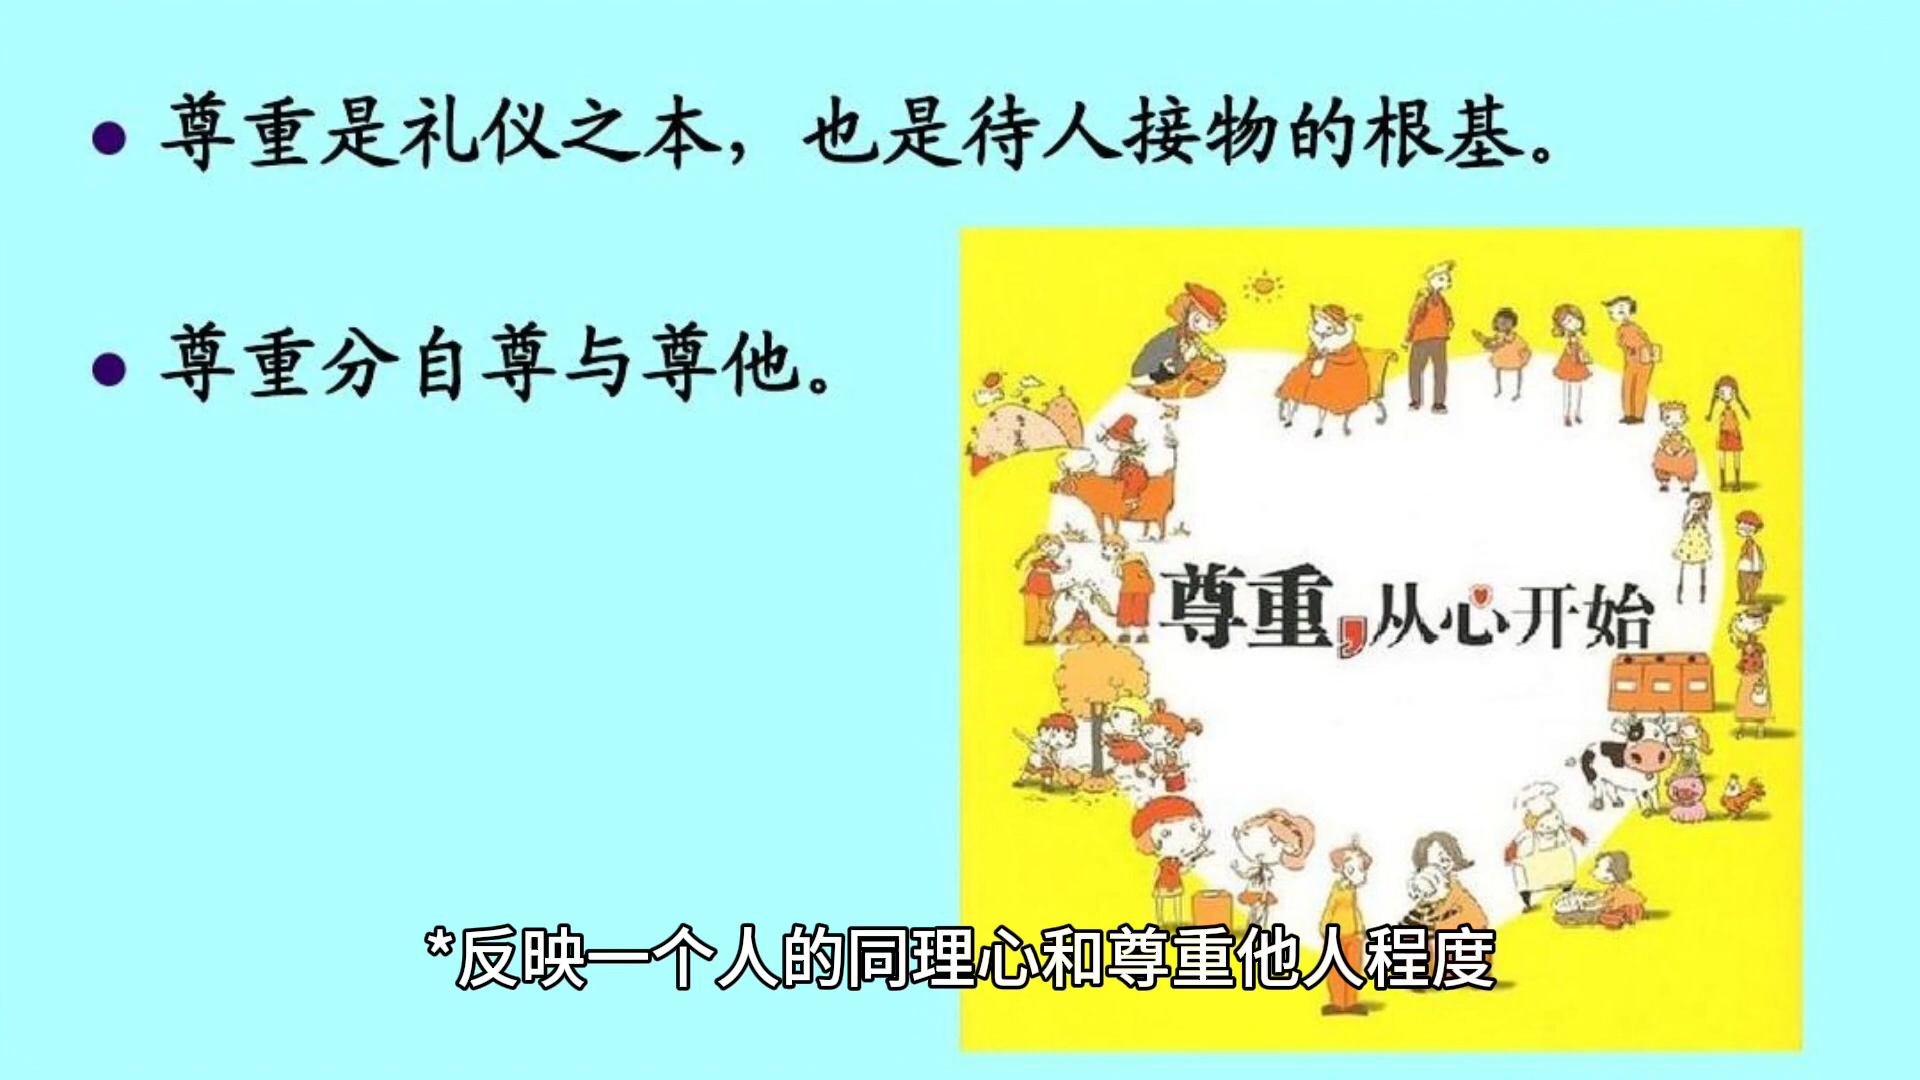 尊重是礼仪之本，也是待人接物的根基。
尊重分自尊与尊他。
尊重,从心开始
*反映一个人的同理心和尊重他人程度